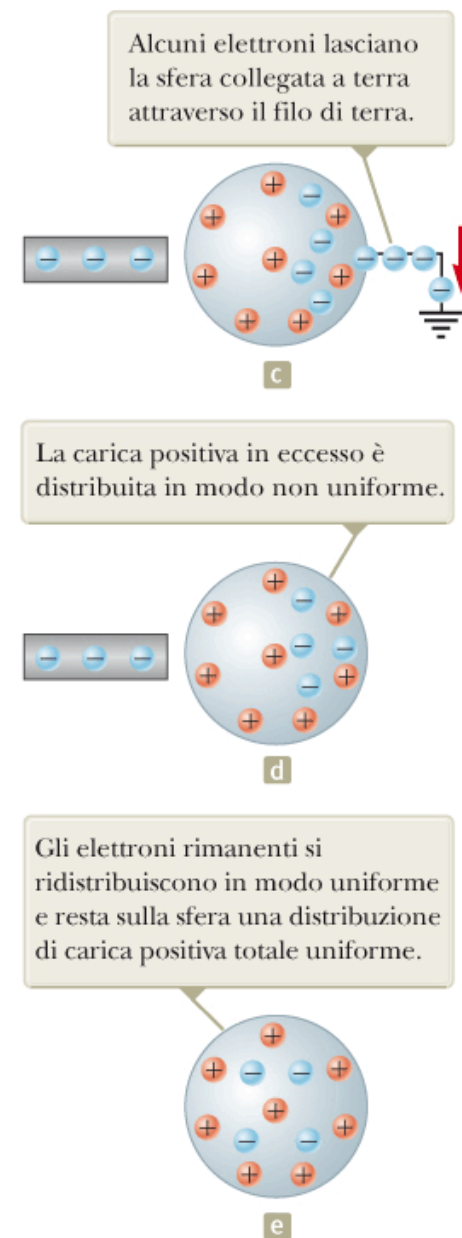 Alcuni elettroni lasciano
la sfera collegata a terra
attraverso il filo di terra.
c
La carica positiva in eccesso è
distribuita in modo non uniforme.
d
Gli elettroni rimanenti si
ridistribuiscono in modo uniforme
e resta sulla sfera una distribuzione
di carica positiva totale uniforme.
e